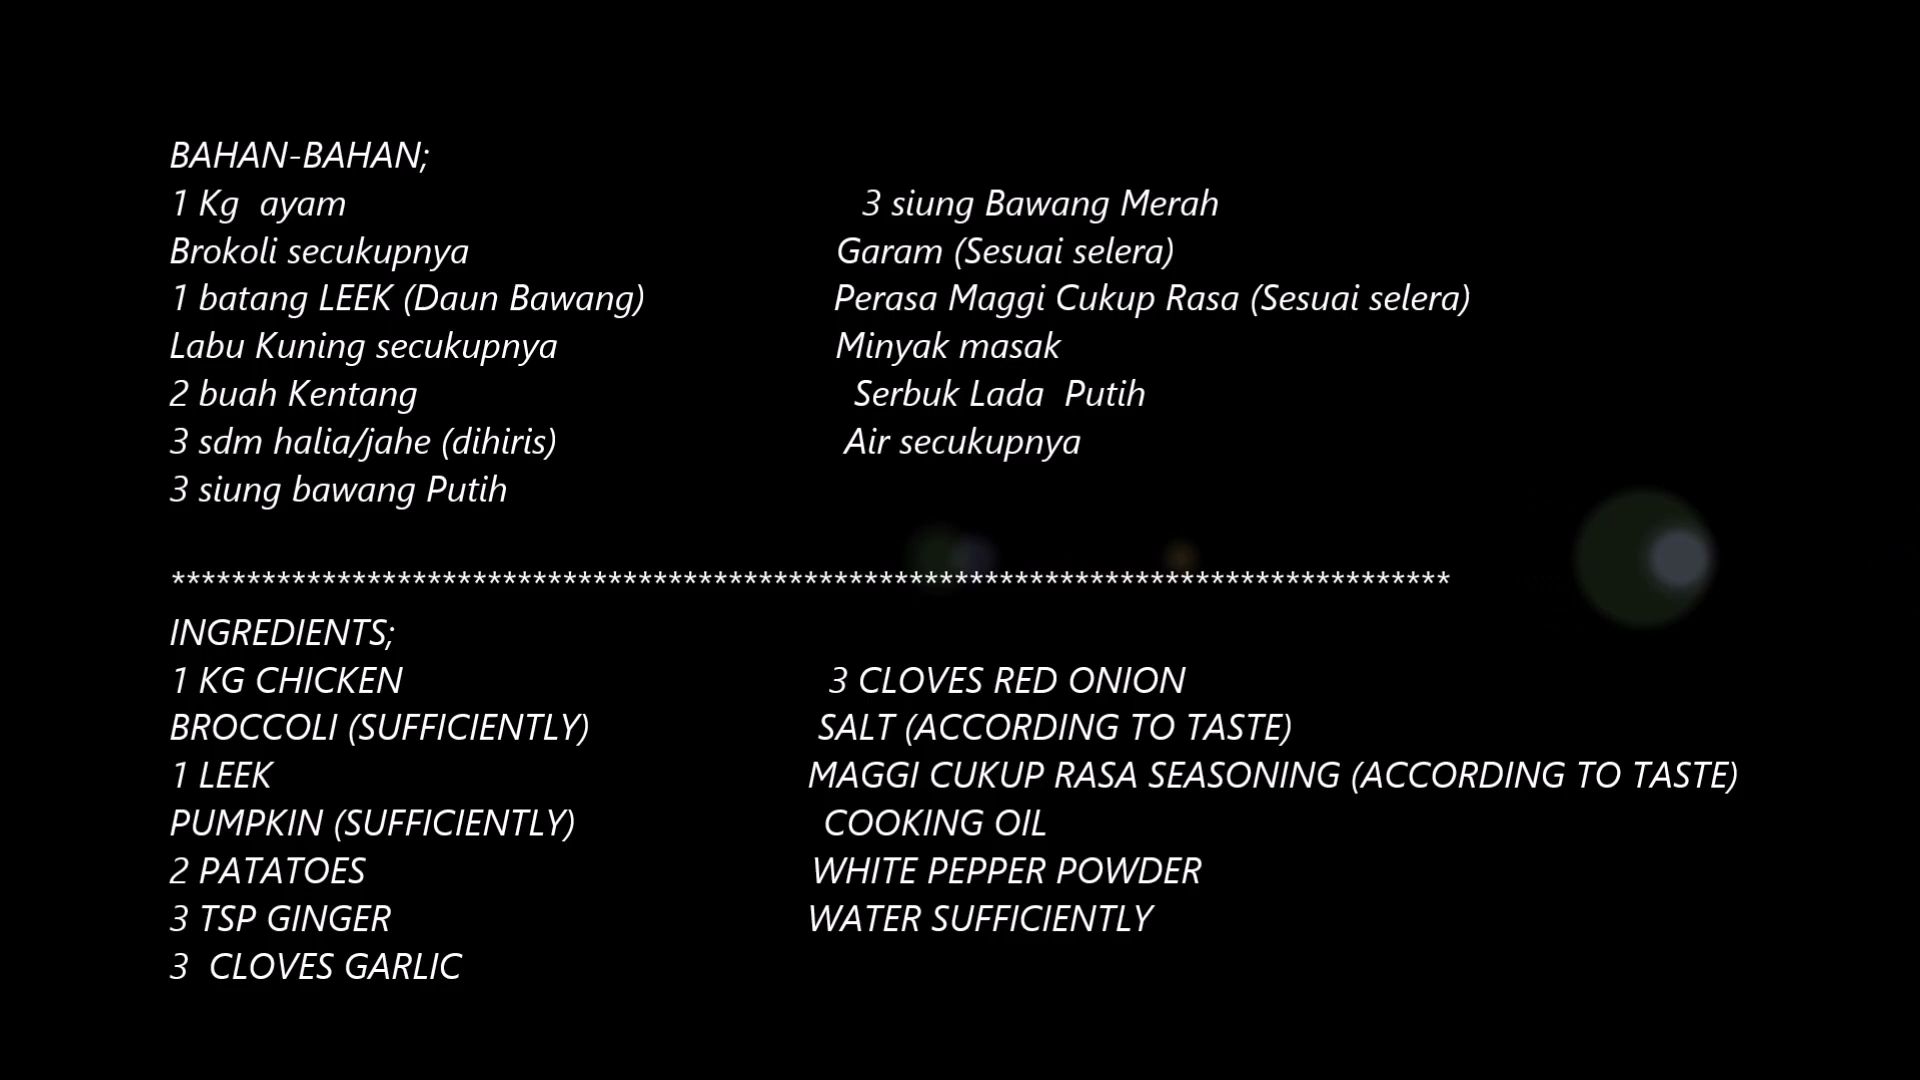 BAHAN-BAHAN;
1 Kg ayam 3 siung Bawang Merah
Brokoli secukupnya Garam (Sesuai selera)
1 batang LEEK (Daun Bawang) Perasa Maggi Cukup Rasa (Sesuai selera)
Labu Kuning secukupnya Minyak masak
2 buah Kentang Serbuk Lada Putih
3 sdm halia/jahe (dihiris) Air secukupnya
3 siung bawang Putih
*************************************************************************************
INGREDIENTS;
1 KG CHICKEN 3 CLOVES RED ONION
BROCCOLI (SUFFICIENTLY) SALT (ACCORDING TO TASTE)
1 LEEK MAGGI CUKUP RASA SEASONING (ACCORDING TO TASTE)
PUMPKIN (SUFFICIENTLY) COOKING OIL
2 PATATOES WHITE PEPPER POWDER
3 TSP GINGER WATER SUFFICIENTLY
3 CLOVES GARLIC